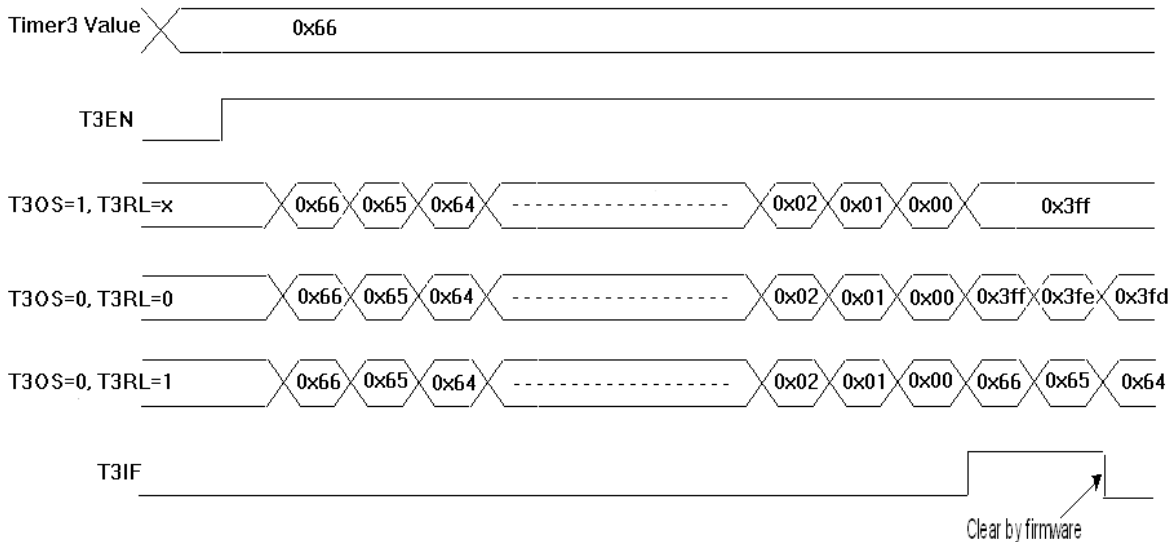 Timer3 Value 0x66
T3EN
T3OS=1, T3RL=x 0x66 0x65 0x64 0x02 0x01 0x00 0x3ff
T3OS=0, T3RL=0 0x66 0x65 0x64 0x02 0x01 0x00 0x3ff 0x3fe 0x3fd
T3OS=0, T3RL=1 0x66 0x65 0x64 0x02 0x01 0x00 0x66 0x65 0x64
T3IF
Clear by firmware